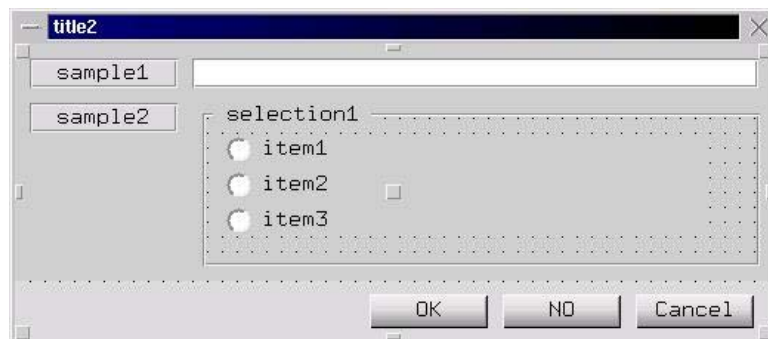 title2
sample1
sample2
selection1
item1
item2
item3
OK NO Cancel